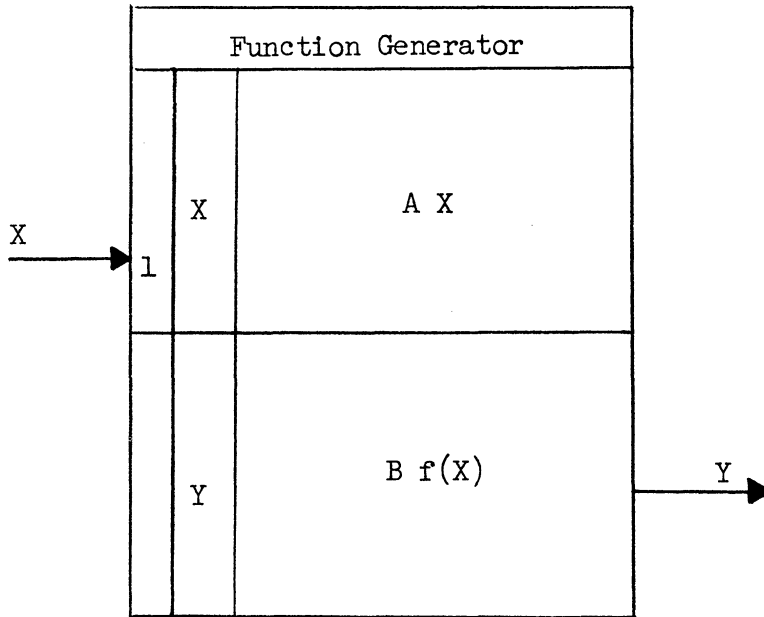 Function Generator
X
A X
X
1
B f(X)
Y
Y